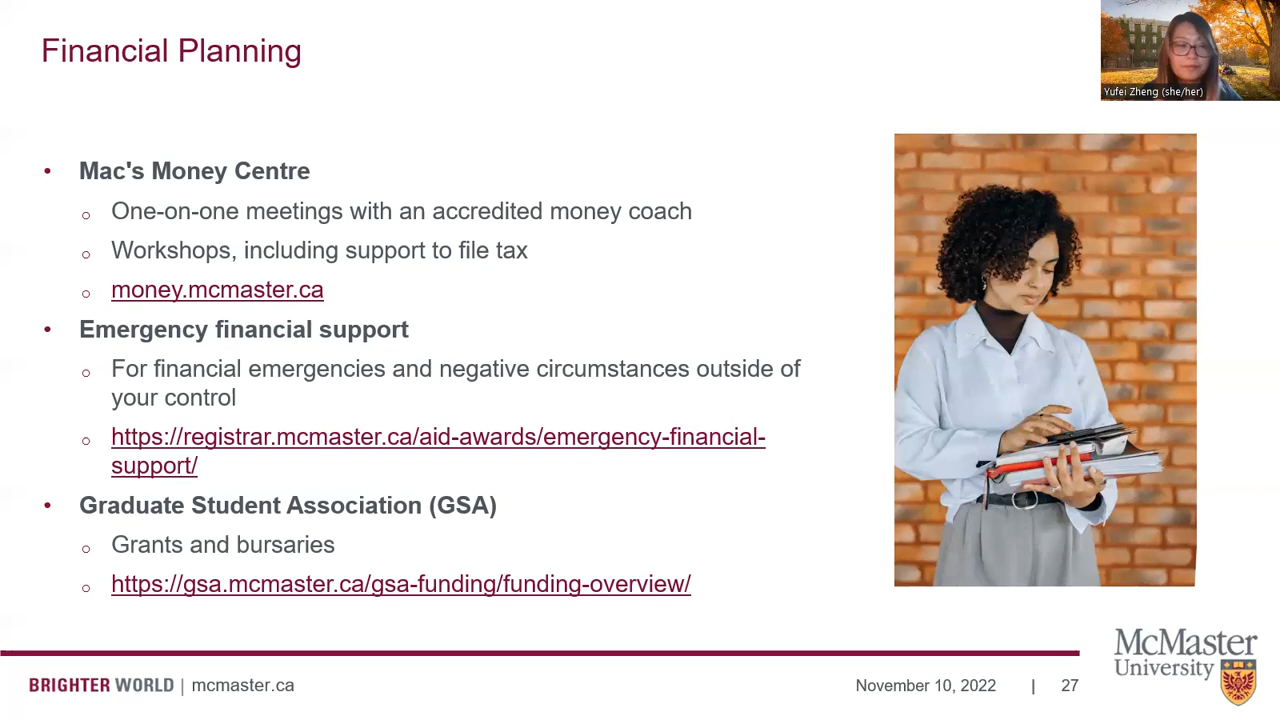 Financial Planning
Yufei Zheng (she/her)
• Mac's Money Centre
o One-on-one meetings with an accredited money coach
o Workshops, including support to file tax
o money.mcmaster.ca
• Emergency financial support
o For financial emergencies and negative circumstances outside of
your control
o https://registrar.mcmaster.ca/aid-awards/emergency-financial-
support/
• Graduate Student Association (GSA)
o Grants and bursaries
o https://gsa.mcmaster.ca/gsa-funding/funding-overview/
BRIGHTER WORLD | mcmaster.ca
November 10, 2022 | 27
McMaster
University